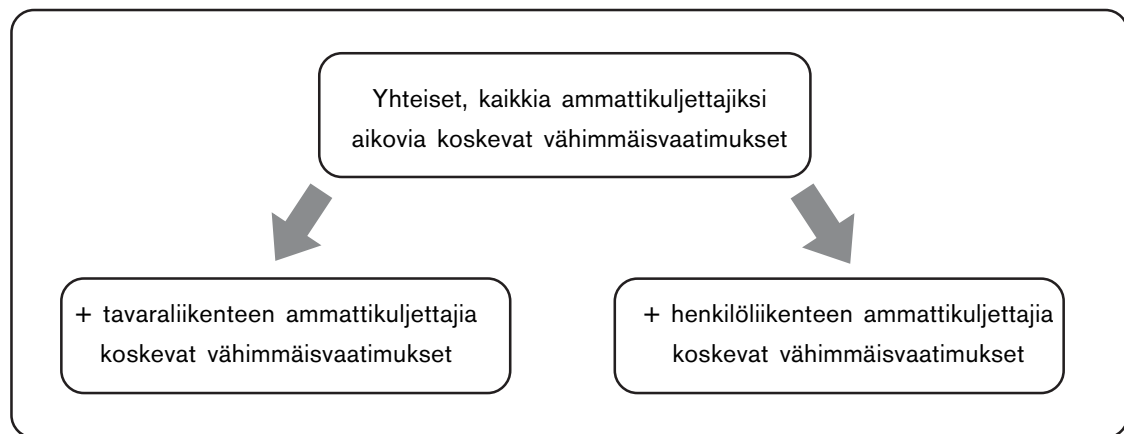 Yhteiset, kaikkia ammattikuljettajiksi
aikovia koskevat vähimmäisvaatimukset
+ tavaraliikenteen ammattikuljettajia
koskevat vähimmäisvaatimukset
+ henkilöliikenteen ammattikuljettajia
koskevat vähimmäisvaatimukset